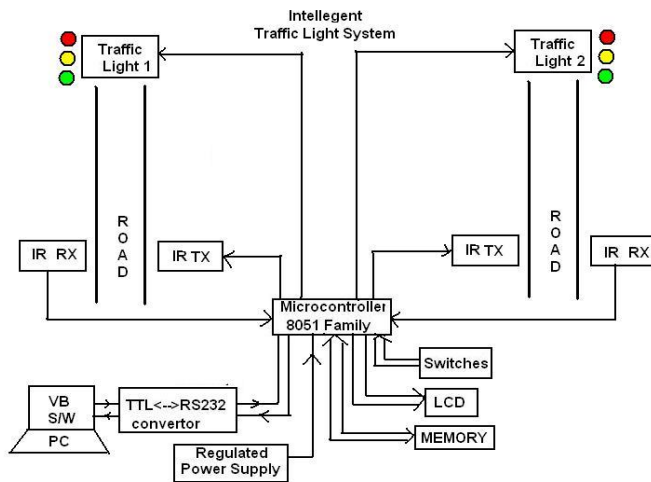 Intellegent
Traffic Light System
Traffic
Light 1
Traffic
Light 2
R
O
A
D
R
O
A
D
IR RX
IR TX
IR TX
IR RX
Microcontroller
8051 Family
Switches
LCD
MEMORY
VB
S/W
PC
TTL<-->RS232
convertor
Regulated
Power Supply